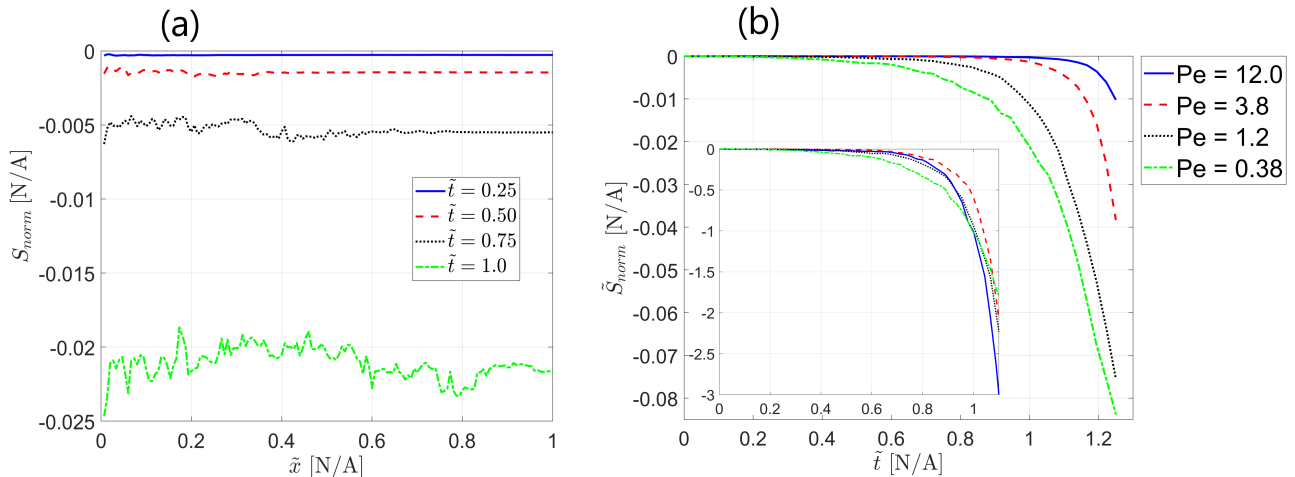 (a)
0
-0.005
-0.01
-0.015
-0.02
-0.025
0
0.2
0.4
0.6
0.8
1
S_norm [N/A]
x̃ [N/A]
t̃ = 0.25
t̃ = 0.50
t̃ = 0.75
t̃ = 1.0
(b)
0
-0.01
-0.02
-0.03
-0.04
-0.05
-0.06
-0.07
-0.08
0
0.2
0.4
0.6
0.8
1
1.2
S̃_norm [N/A]
t̃ [N/A]
0
-0.5
-1
-1.5
-2
-2.5
-3
0
0.2
0.4
0.6
0.8
1
Pe = 12.0
Pe = 3.8
Pe = 1.2
Pe = 0.38